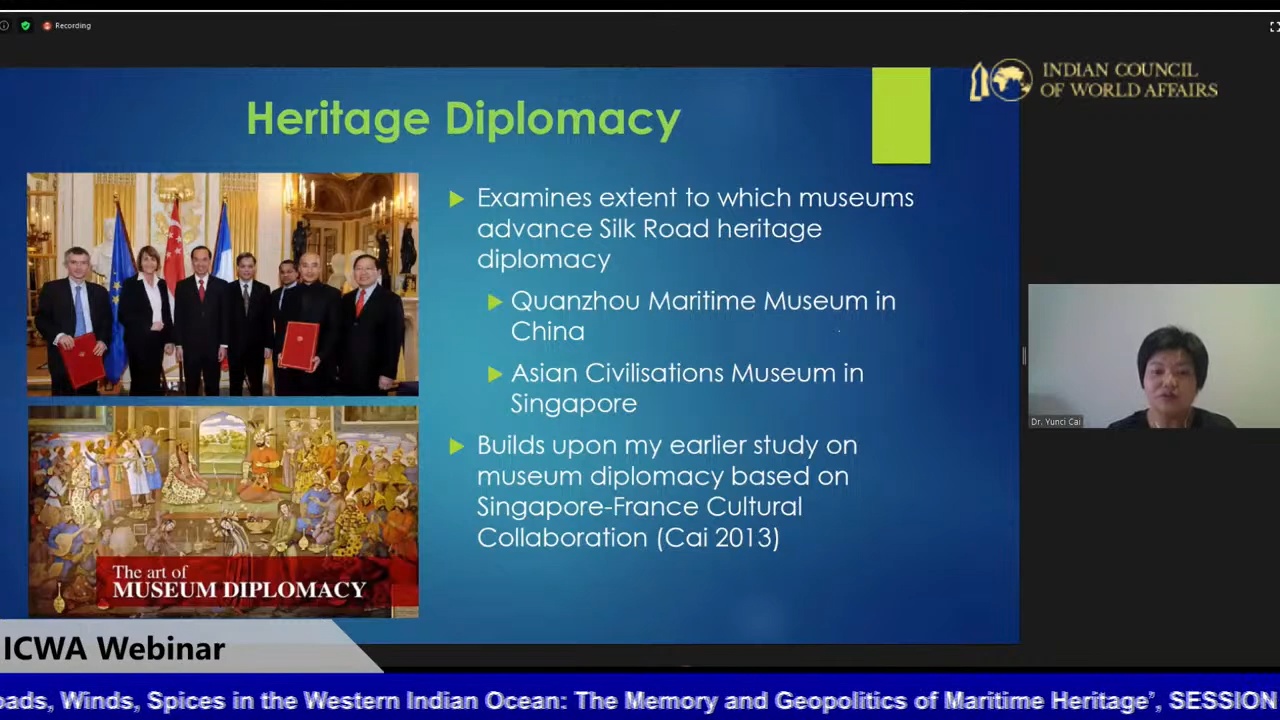 Recording
INDIAN COUNCIL
OF WORLD AFFAIRS
Heritage Diplomacy
Examines extent to which museums
advance Silk Road heritage
diplomacy
Quanzhou Maritime Museum in
China
Asian Civilisations Museum in
Singapore
Builds upon my earlier study on
museum diplomacy based on
Singapore-France Cultural
Collaboration (Cai 2013)
The art of
MUSEUM DIPLOMACY
Dr. Yunci Cai
ICWA Webinar
oads, Winds, Spices in the Western Indian Ocean: The Memory and Geopolitics of Maritime Heritage", SESSION